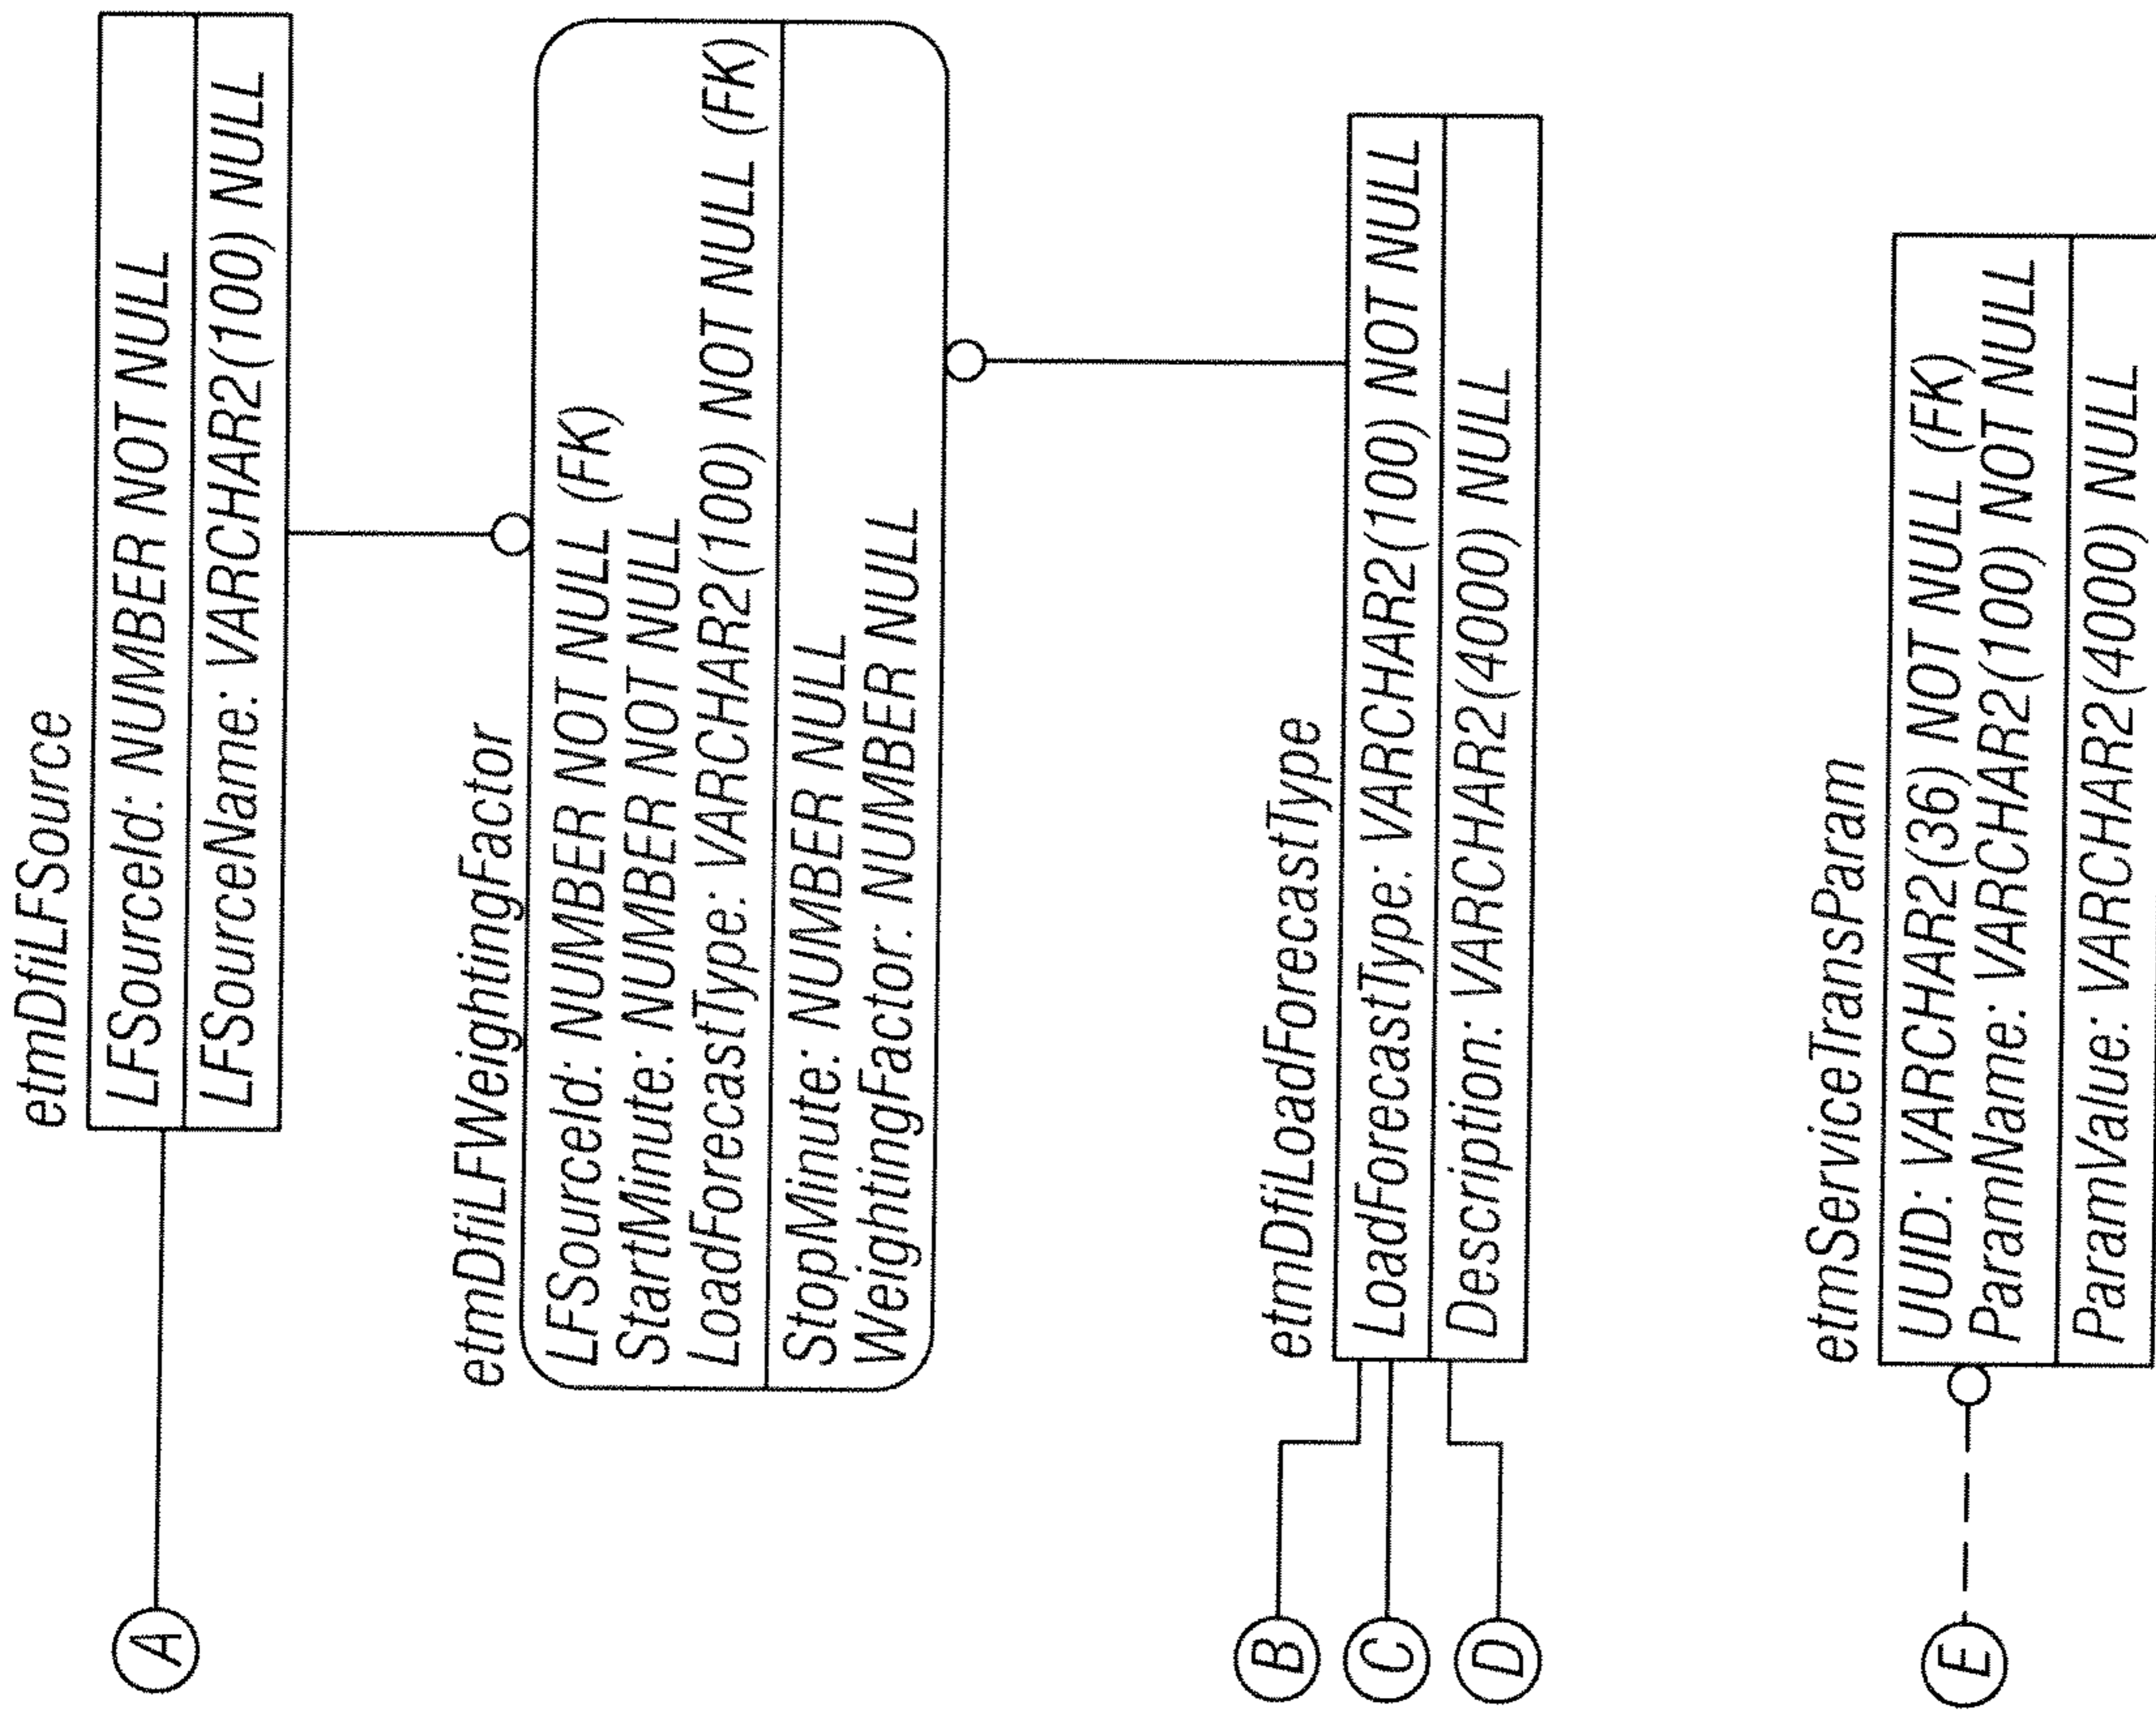 etmDfiLFSource
LFSourceId: NUMBER NOT NULL
LFSourceName: VARCHAR2(100) NULL
A
etmDfiLFWeightingFactor
LFSourceId: NUMBER NOT NULL (FK)
StartMinute: NUMBER NOT NULL
LoadForecastType: VARCHAR2(100) NOT NULL (FK)
StopMinute: NUMBER NULL
WeightingFactor: NUMBER NULL
etmDfiLoadForecastType
LoadForecastType: VARCHAR2(100) NOT NULL
Description: VARCHAR2(4000) NULL
B
C
D
etmServiceTransParam
UUID: VARCHAR2(36) NOT NULL (FK)
ParamName: VARCHAR2(100) NOT NULL
ParamValue: VARCHAR2(4000) NULL
E